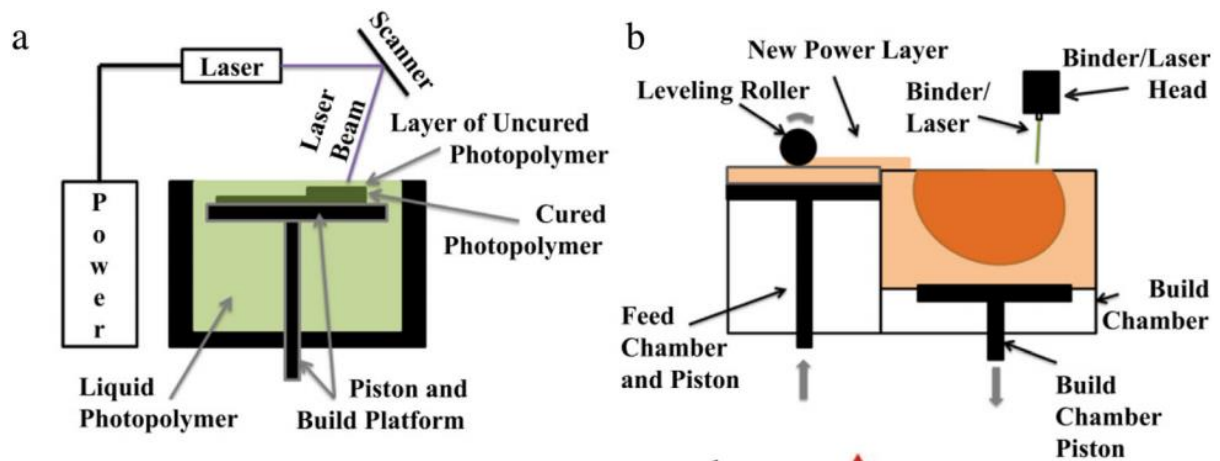 a
Laser
Scanner
Laser
Beam
Layer of Uncured
Photopolymer
Cured
Photopolymer
Power
Liquid
Photopolymer
Piston and
Build Platform
b
New Power Layer
Leveling Roller
Binder/
Laser
Binder/Laser
Head
Feed
Chamber
and Piston
Build
Chamber
Build
Chamber
Piston